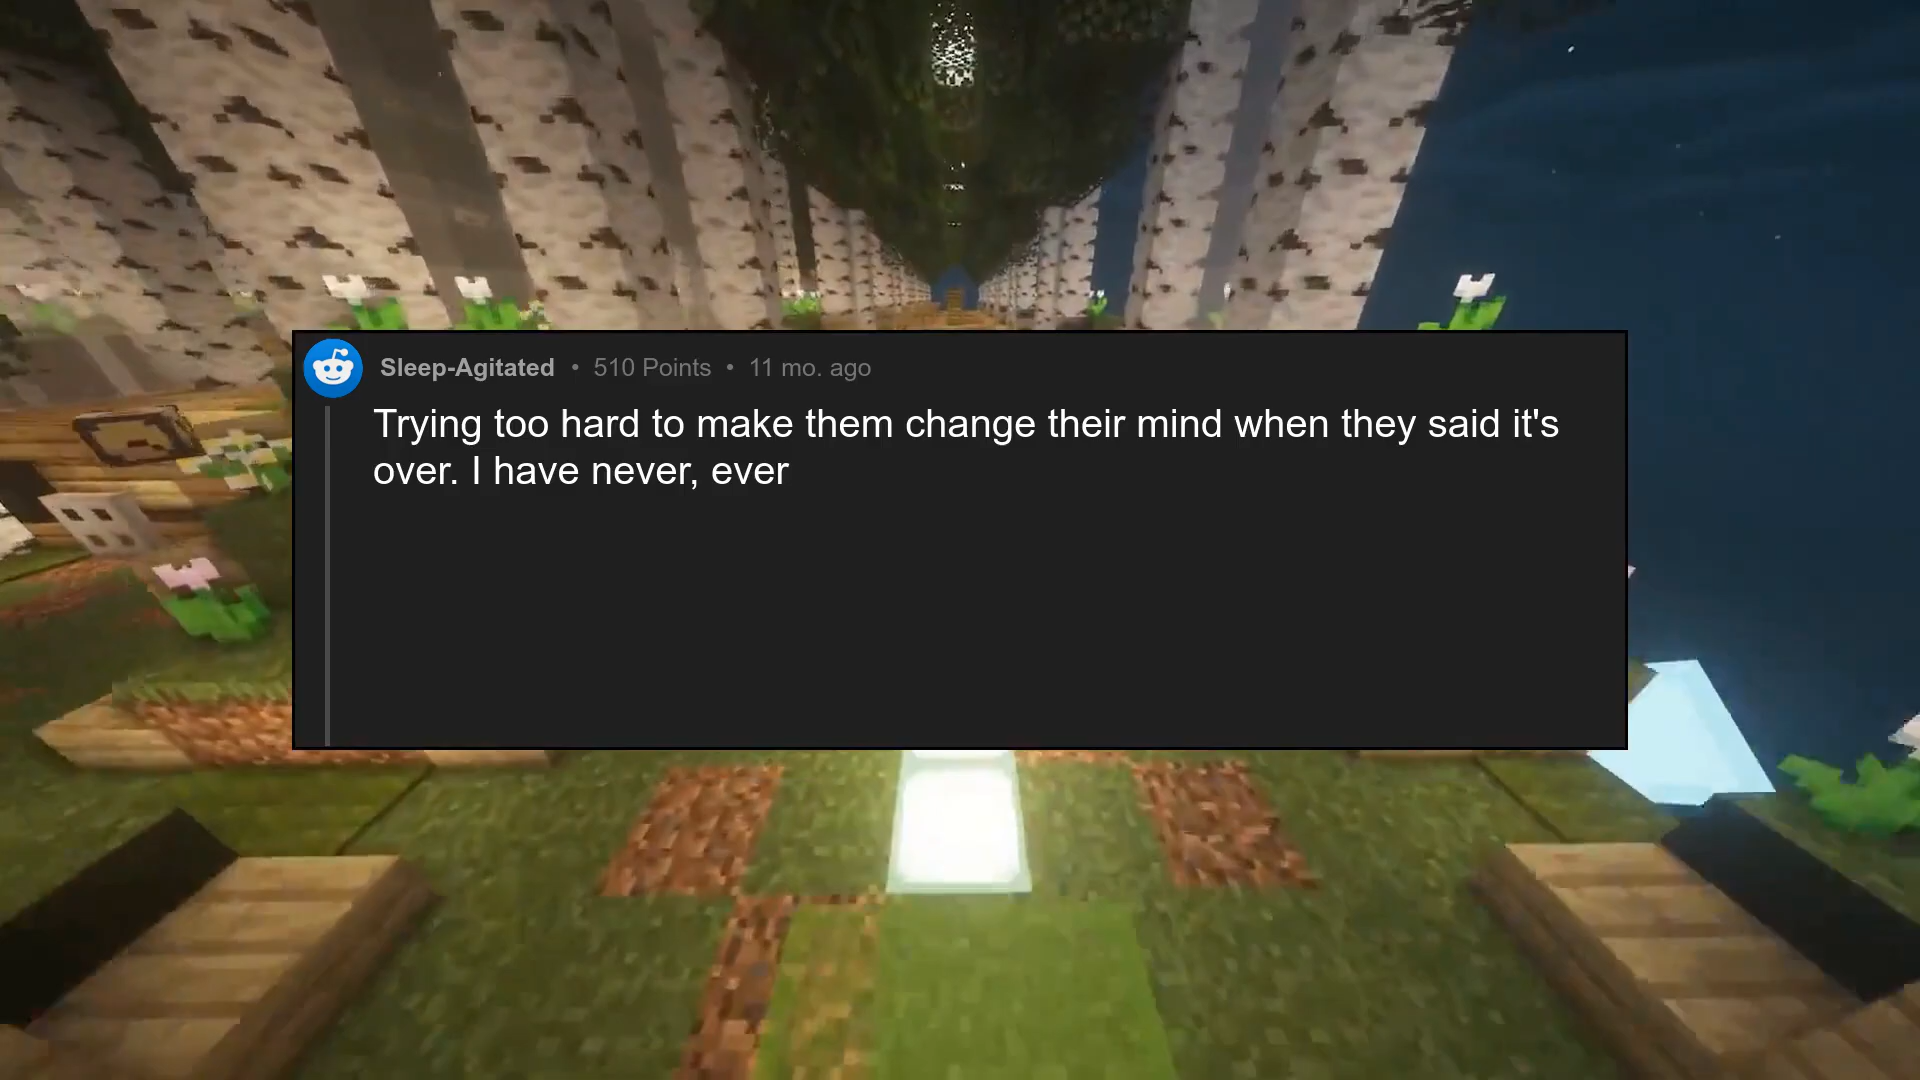 Sleep-Agitated • 510 Points • 11 mo. ago
Trying too hard to make them change their mind when they said it's
over. I have never, ever